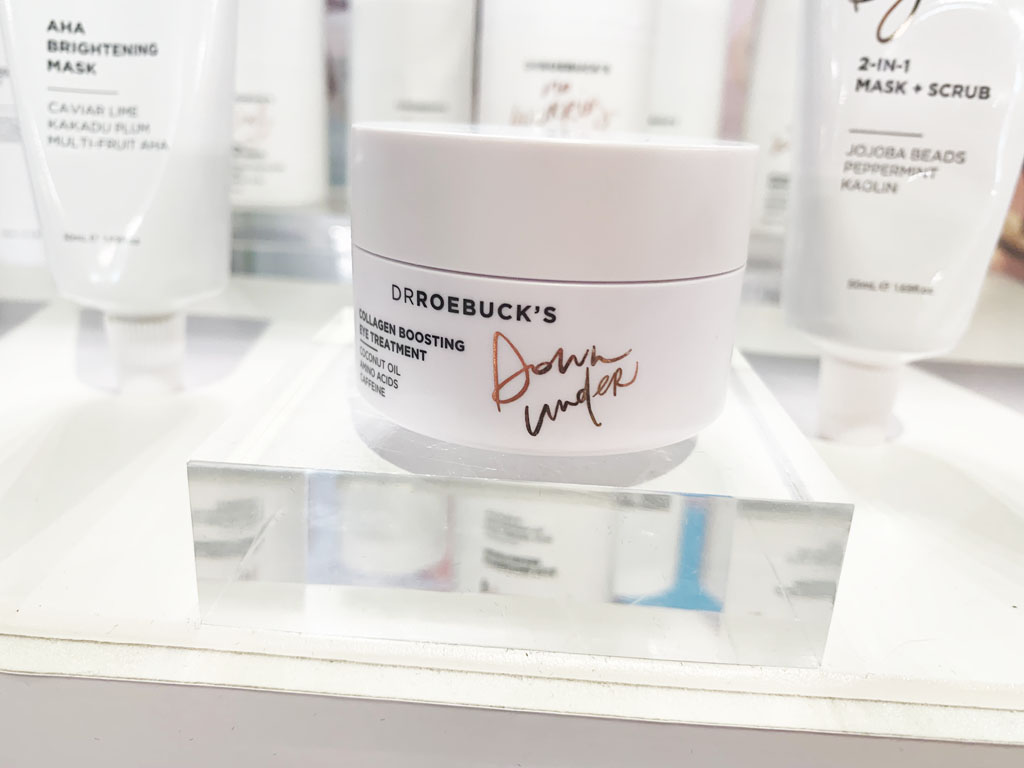 AHA
BRIGHTENING
MASK
CAVIAR LIME
KAKADU PLUM
MULTI-FRUIT AHA
DRROEBUCK'S
COLLAGEN BOOSTING
EYE TREATMENT
COCONUT OIL
AMINO ACIDS
CAFFEINE
Down
under
2-IN-1
MASK + SCRUB
JOJOBA BEADS
PEPPERMINT
KAOLIN